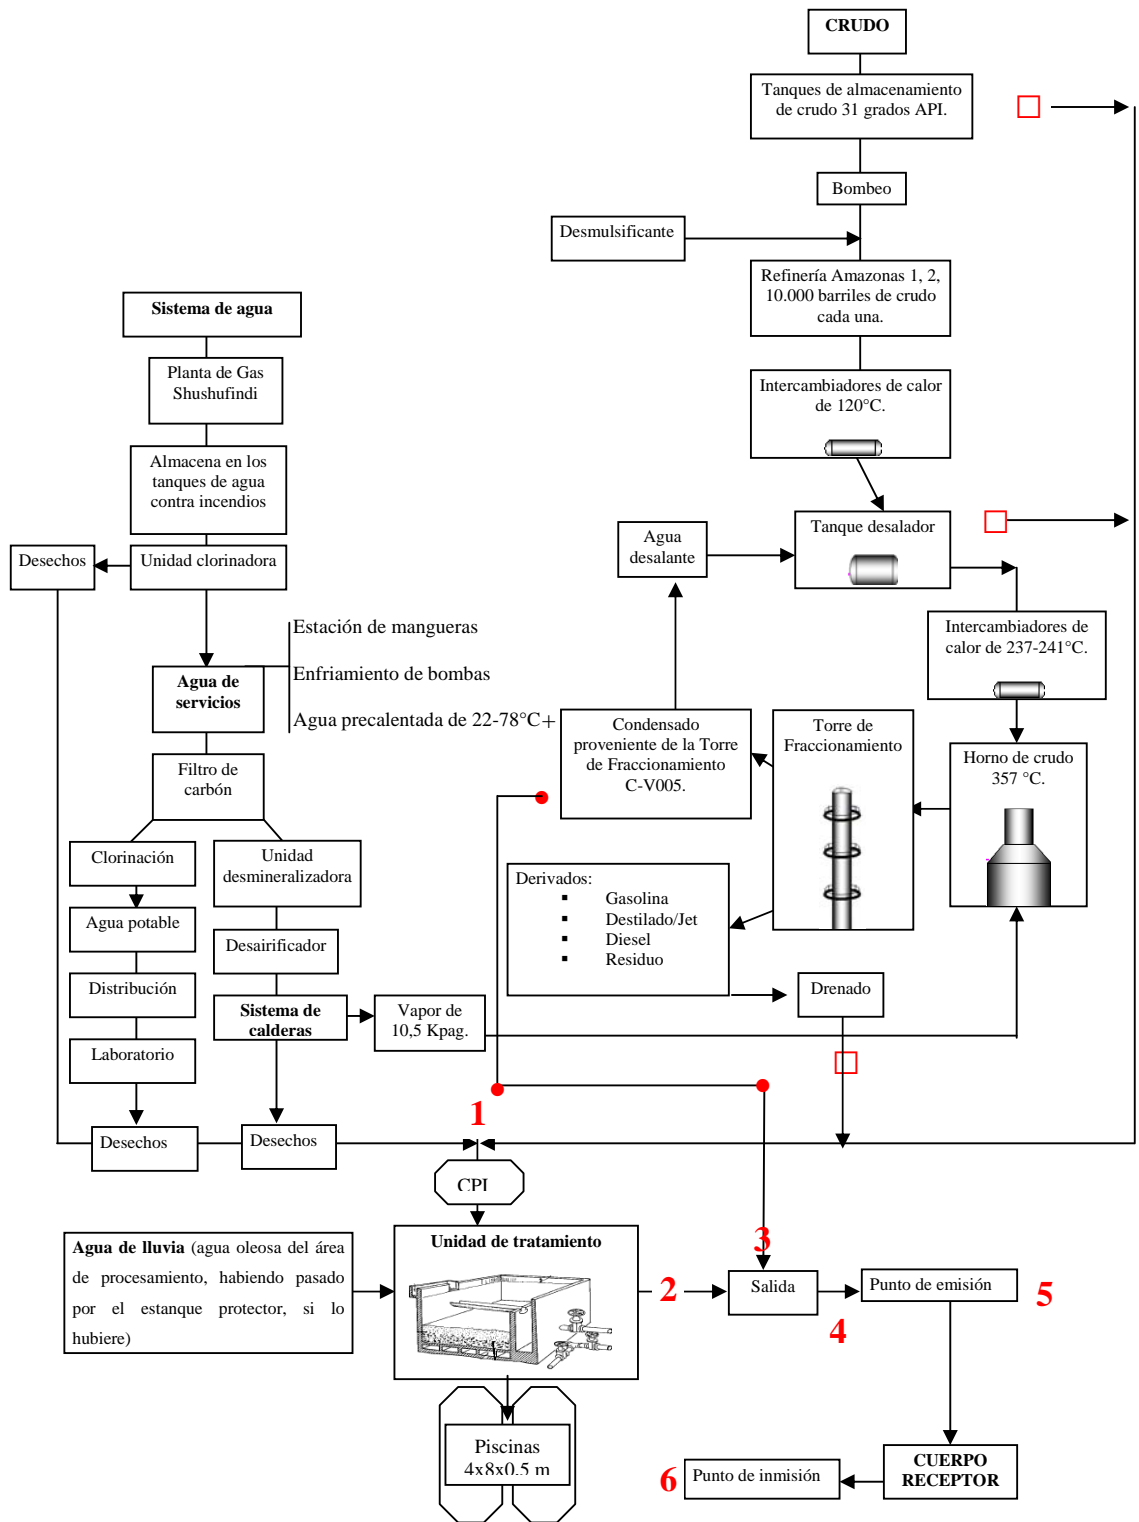 CRUDO
Tanques de almacenamiento
de crudo 31 grados API.
Bombeo
Desmulsificante
Refinería Amazonas 1, 2,
10.000 barriles de crudo
cada una.
Intercambiadores de calor
de 120°C.
Tanque desalador
Agua
desalante
Intercambiadores de
calor de 237-241°C.
Horno de crudo
357 °C.
Torre de
Fraccionamiento
Condensado
proveniente de la Torre
de Fraccionamiento
C-V005.
Derivados:
▪ Gasolina
▪ Destilado/Jet
▪ Diesel
▪ Residuo
Drenado
Sistema de agua
Planta de Gas
Shushufindi
Almacena en los
tanques de agua
contra incendios
Desechos
Unidad clorinadora
Estación de mangueras
Enfriamiento de bombas
Agua precalentada de 22-78°C+
Agua de
servicios
Filtro de
carbón
Clorinación
Agua potable
Distribución
Laboratorio
Desechos
Unidad
desmineralizadora
Desairificador
Sistema de
calderas
Vapor de
10,5 Kpag.
Desechos
1
CPI
Agua de lluvia (agua oleosa del área
de procesamiento, habiendo pasado
por el estanque protector, si lo
hubiere)
Unidad de tratamiento
2
3
Salida
4
Punto de emisión
5
Piscinas
4x8x0.5 m
6
Punto de inmisión
CUERPO
RECEPTOR